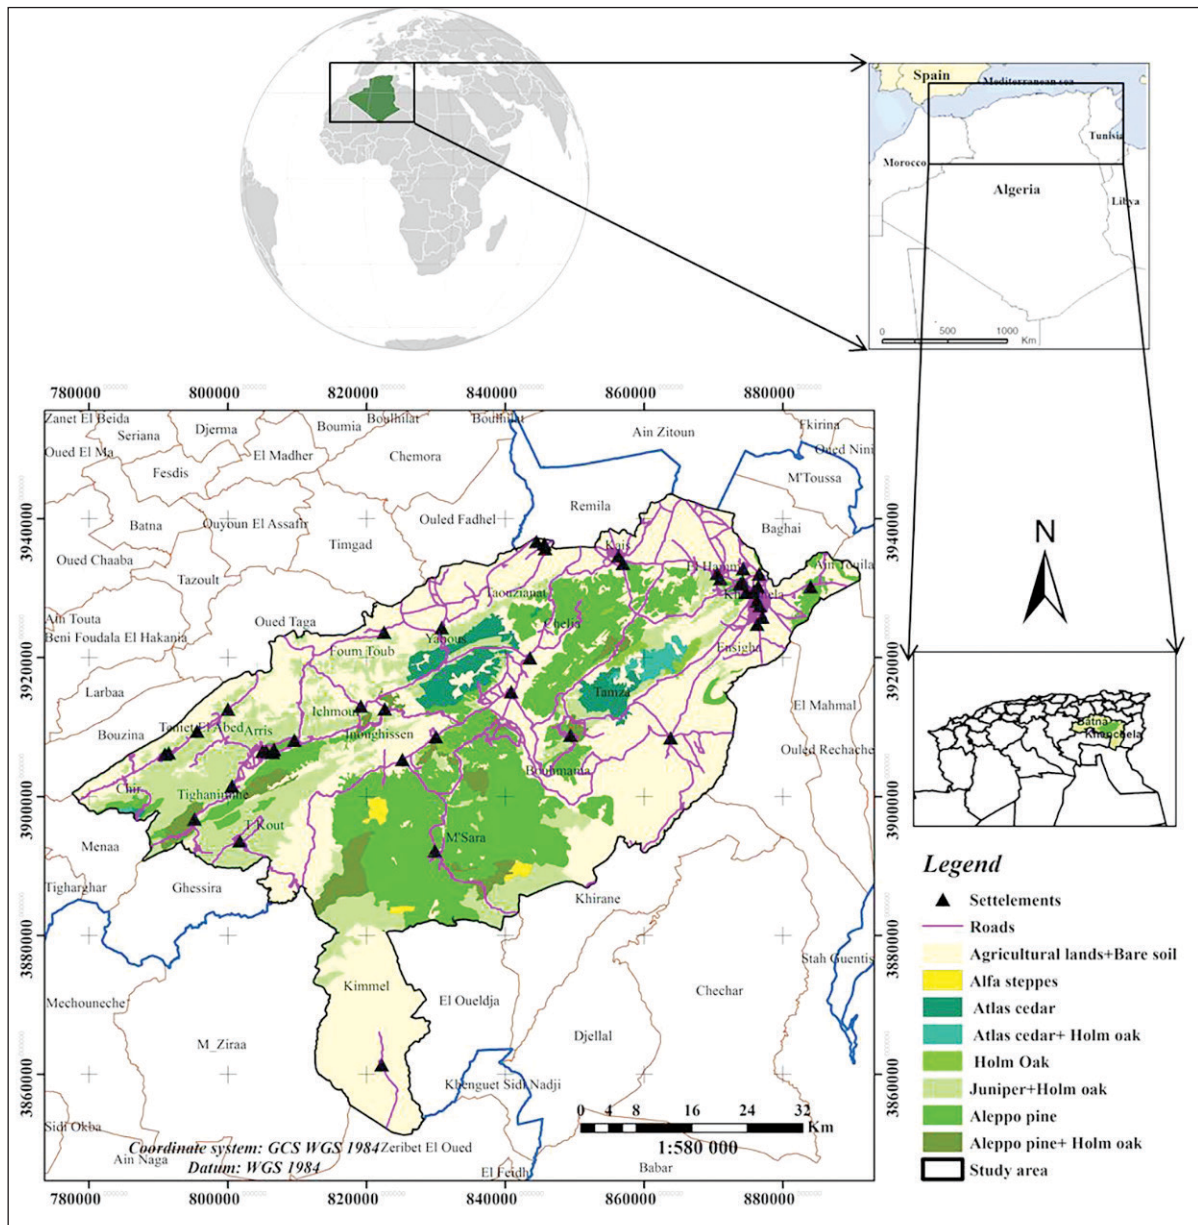 Spain
Mediterranean sea
Tunisia
Morocco
Algeria
Libya
0 500 1000
Km
780000 800000 820000 840000 860000 880000
Zanet El Beida
Boulhilat
Boulhilat
Fkirina
Seriana
Djerma
Boumia
Ain Zitoun
Oued El Ma
El Madher
Chemora
Oued Nini
Fesdis
M'Toussa
Remila
Batna
Ouyoun El Assafir
Ouled Fadhel
Baghai
3940000
3940000
Timgad
Kais
Oued Chaaba
Tazoult
El Hamma
Ain Touila
Taouzianat
Khenchela
Ain Touta
Oued Taga
Chelia
Beni Foudala El Hakania
Yabous
Foum Toub
Ensigha
3920000
3920000
Larbaa
Tamza
El Mahmal
Ichmoul
Bouzina
Teniet El Abed
Arris
Inoughissen
Ouled Rechache
Bouhmama
Chir
Tighanimine
3900000
3900000
T Kout
M'Sara
Menaa
Tigharghar
Ghessira
Khirane
3880000
3880000
Stah Guentis
Kimmel
Mechouneche
El Oueldja
Chechar
M_Ziraa
Djellal
3860000
3860000
Khenguet Sidi Nadji
Sidi Okba
0 4 8 16 24 32
Km
1:580 000
Coordinate system: GCS WGS 1984
Zeribet El Oued
Ain Naga
Datum: WGS 1984
El Feidh
Babar
780000 800000 820000 840000 860000 880000
N
Batna
Khanchela
Legend
Settelements
Roads
Agricultural lands+Bare soil
Alfa steppes
Atlas cedar
Atlas cedar+ Holm oak
Holm Oak
Juniper+Holm oak
Aleppo pine
Aleppo pine+ Holm oak
Study area